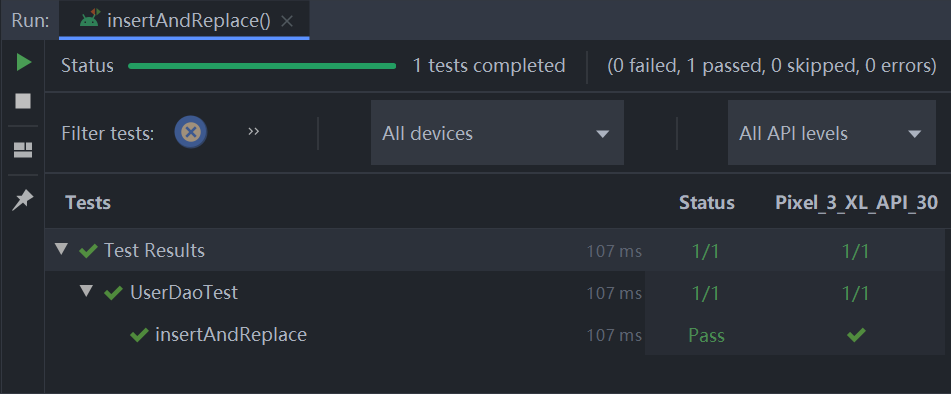 Run: insertAndReplace()
Status 1 tests completed (0 failed, 1 passed, 0 skipped, 0 errors)
Filter tests: All devices All API levels
Tests Status Pixel_3_XL_API_30
Test Results 107 ms 1/1 1/1
UserDaoTest 107 ms 1/1 1/1
insertAndReplace 107 ms Pass